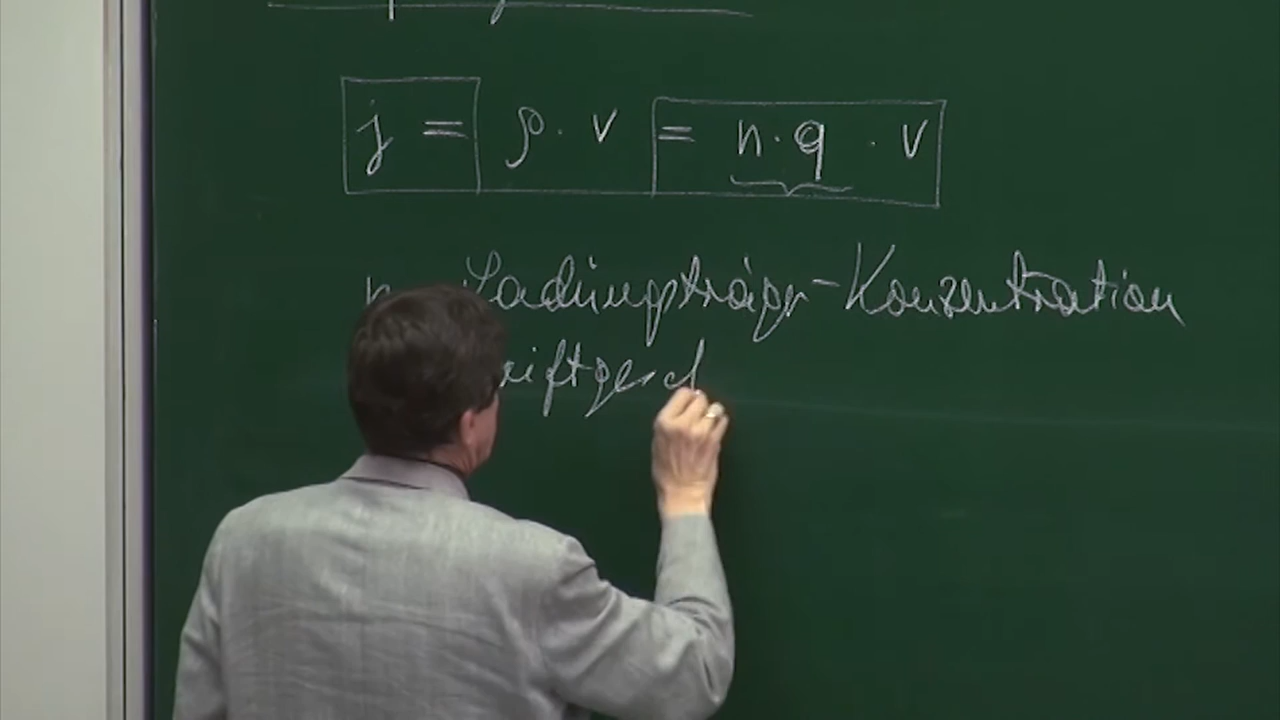 j = ρ · v = n · q · v
n Ladungsträger-Konzentration
riftgesch